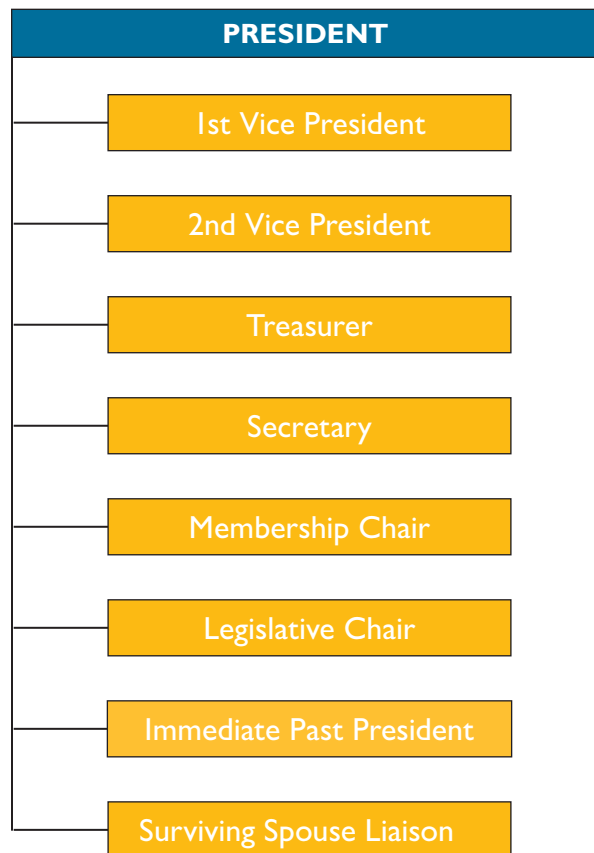 PRESIDENT
1st Vice President
2nd Vice President
Treasurer
Secretary
Membership Chair
Legislative Chair
Immediate Past President
Surviving Spouse Liaison